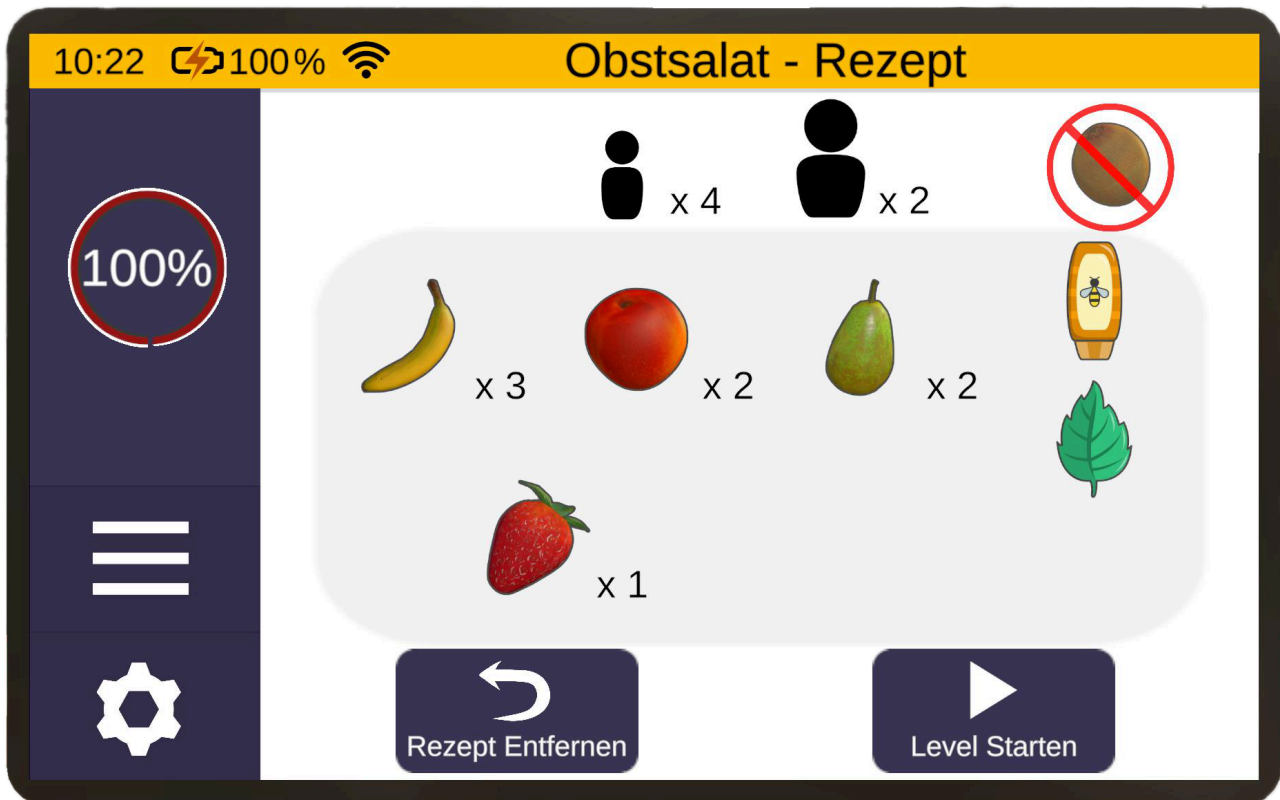 10:22 100% Obstsalat - Rezept
x 4 x 2
100%
x 3 x 2 x 2
x 1
Rezept Entfernen Level Starten